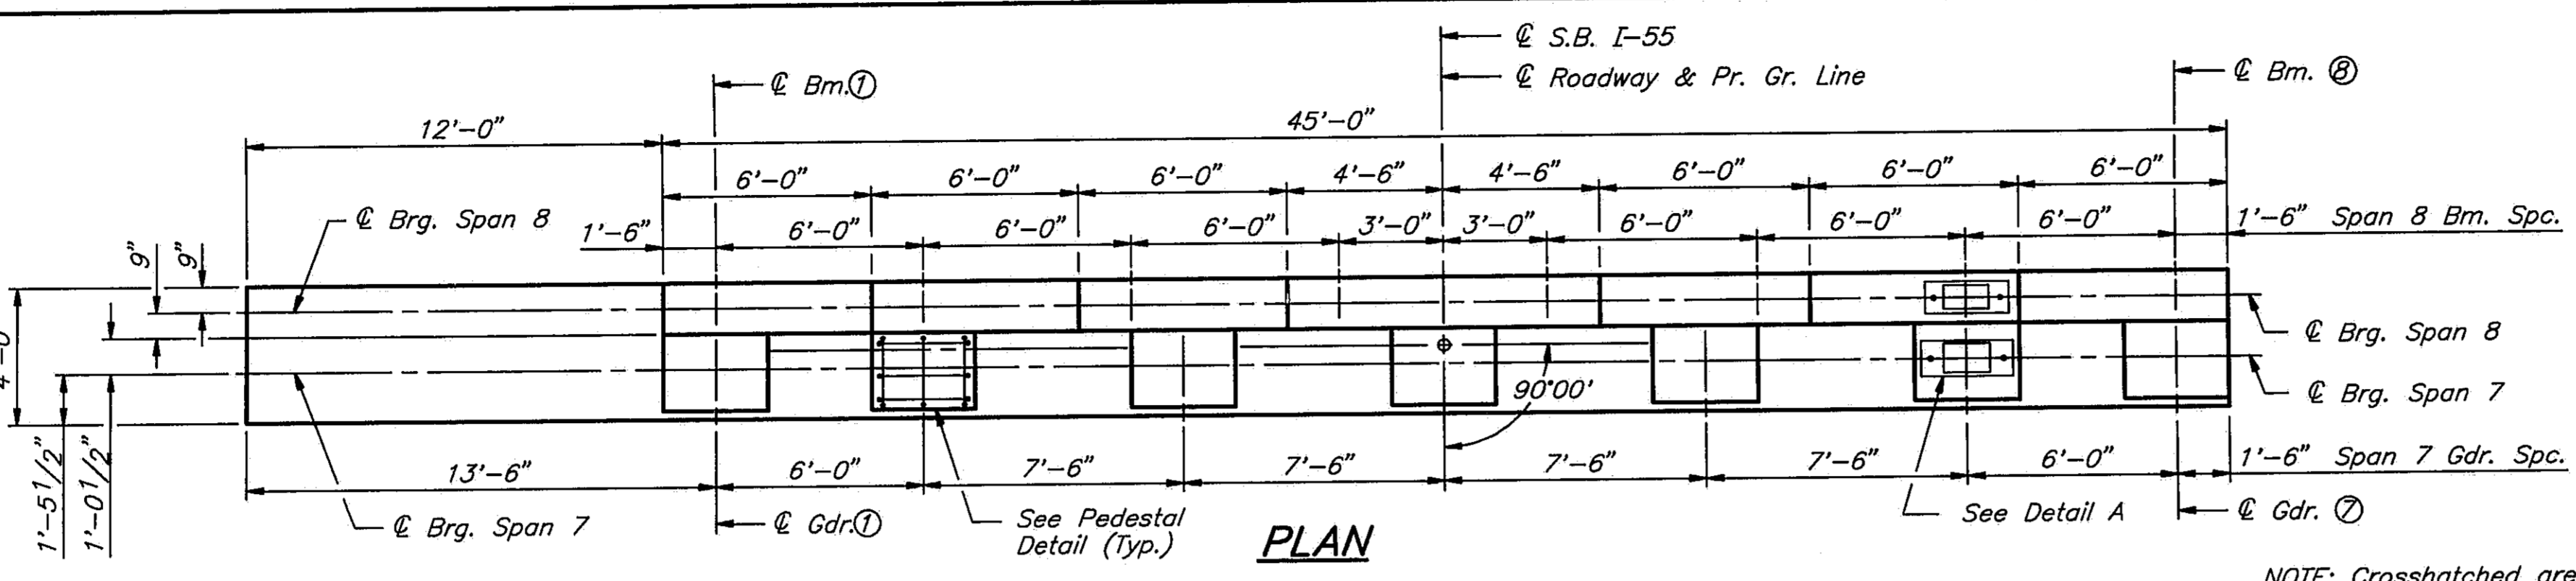 ℄ S.B. I-55
℄ Roadway & Pr. Gr. Line
℄ Bm. ①
℄ Bm. ⑧
12'-0"
45'-0"
6'-0"
6'-0"
6'-0"
4'-6"
4'-6"
6'-0"
6'-0"
6'-0"
℄ Brg. Span 8
1'-6"
6'-0"
6'-0"
6'-0"
3'-0"
3'-0"
6'-0"
6'-0"
6'-0"
1'-6" Span 8 Bm. Spc.
9"
9"
℄ Brg. Span 8
℄ Brg. Span 7
90°00'
1'-5 1/2"
1'-0 1/2"
13'-6"
6'-0"
7'-6"
7'-6"
7'-6"
7'-6"
6'-0"
1'-6" Span 7 Gdr. Spc.
℄ Brg. Span 7
℄ Gdr. ①
See Pedestal
Detail (Typ.)
See Detail A
℄ Gdr. ⑦
PLAN
NOTE: Crosshatched